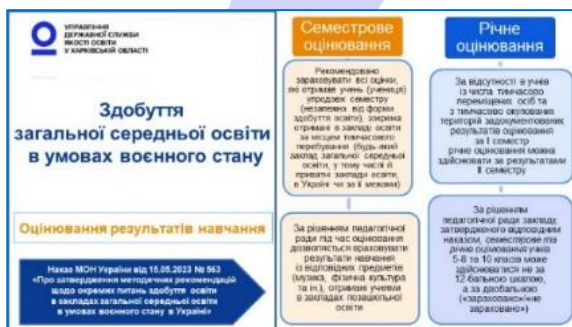 УПРАВЛІННЯ
ДЕРЖАВНОЇ СЛУЖБИ
ЯКОСТІ ОСВІТИ
У ХАРКІВСЬКІЙ ОБЛАСТІ
Здобуття
загальної середньої освіти
в умовах воєнного стану
Оцінювання результатів навчання
Наказ МОН України від 15.05.2023 № 563
«Про затвердження методичних рекомендацій
щодо окремих питань здобуття освіти
в закладах загальної середньої освіти
в умовах воєнного стану в Україні»
Семестрове
оцінювання
Рекомендовано
зараховувати всі оцінки,
які отримав учень (учениця)
упродовж семестру
(незалежно від форми
здобуття освіти), зокрема
отримані в закладі освіти
за місцем тимчасового
перебування (будь-який
заклад загальної середньої
освіти, у тому числі й
приватні заклади освіти,
в Україні чи за її межами)
За рішенням педагогічної
ради під час оцінювання
дозволяється враховувати
результати навчання
із відповідних предметів
(музика, фізична культура
та ін.), отримані учнями
в закладах позашкільної
освіти
Річне
оцінювання
За відсутності в учнів
із числа тимчасово
переміщених осіб та
з тимчасово окупованих
територій задокументованих
результатів оцінювання
за І семестр
річне оцінювання можна
здійснювати за результатами
ІІ семестру
За рішенням
педагогічної ради закладу,
затвердженого відповідним
наказом, семестрове та
річне оцінювання учнів
5-8 та 10 класів може
здійснюватися не за
12-бальною шкалою,
а за двобальною
(«зараховано»/«не
зараховано»)